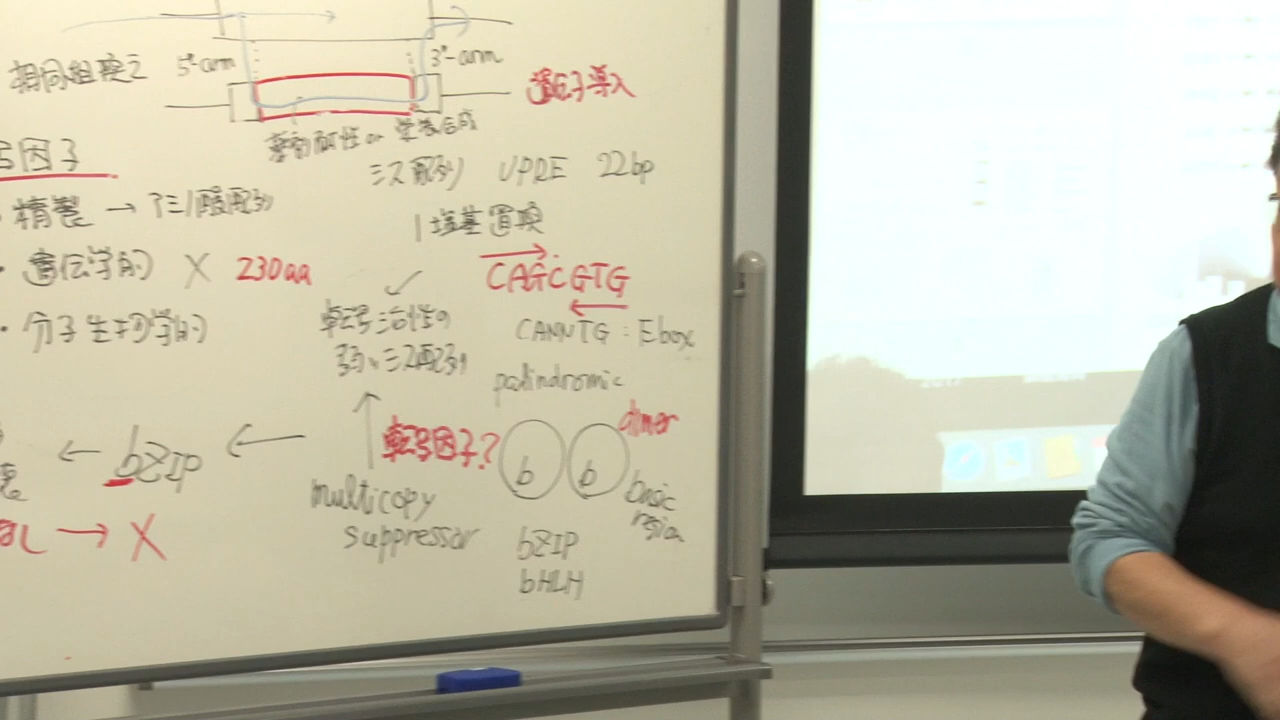 相同組換え
5'-arm
3'-arm
遺伝子導入
薬剤耐性 or 栄養合成
因子
三次配列 UPRE 22bp
・精製 → アミノ酸配列
1塩基置換
・遺伝学的 X 230aa
CAGCGTG
・分子生物学的
転写活性の
弱い三次配列
CANNTG : Ebox
palindromic
dimer
転写因子?
b b
basic
region
← bZIP ←
multicopy
suppressor
→ X
bZIP
bHLH